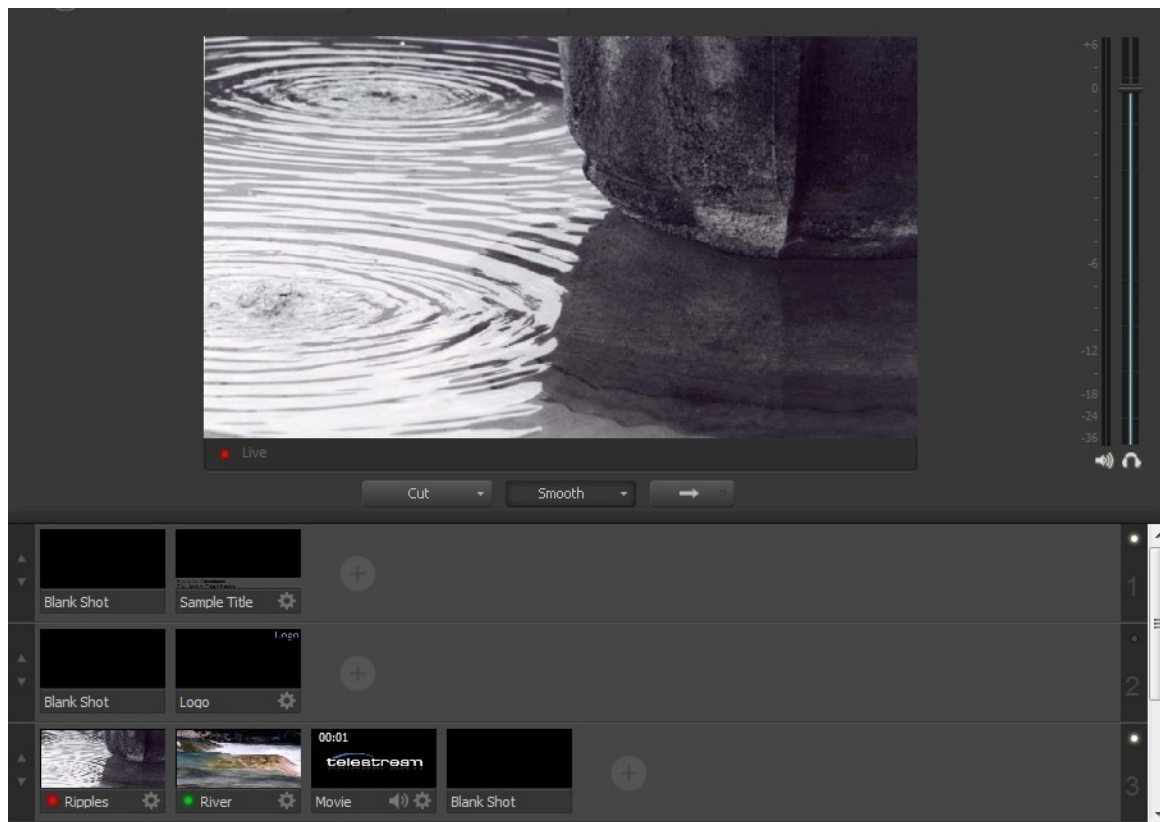 +6
0
-6
-12
-18
-24
-36
Live
Cut
Smooth
Blank Shot
Sample Title
1
Logo
Blank Shot
Logo
2
00:01
telestream
Ripples
River
Movie
Blank Shot
3